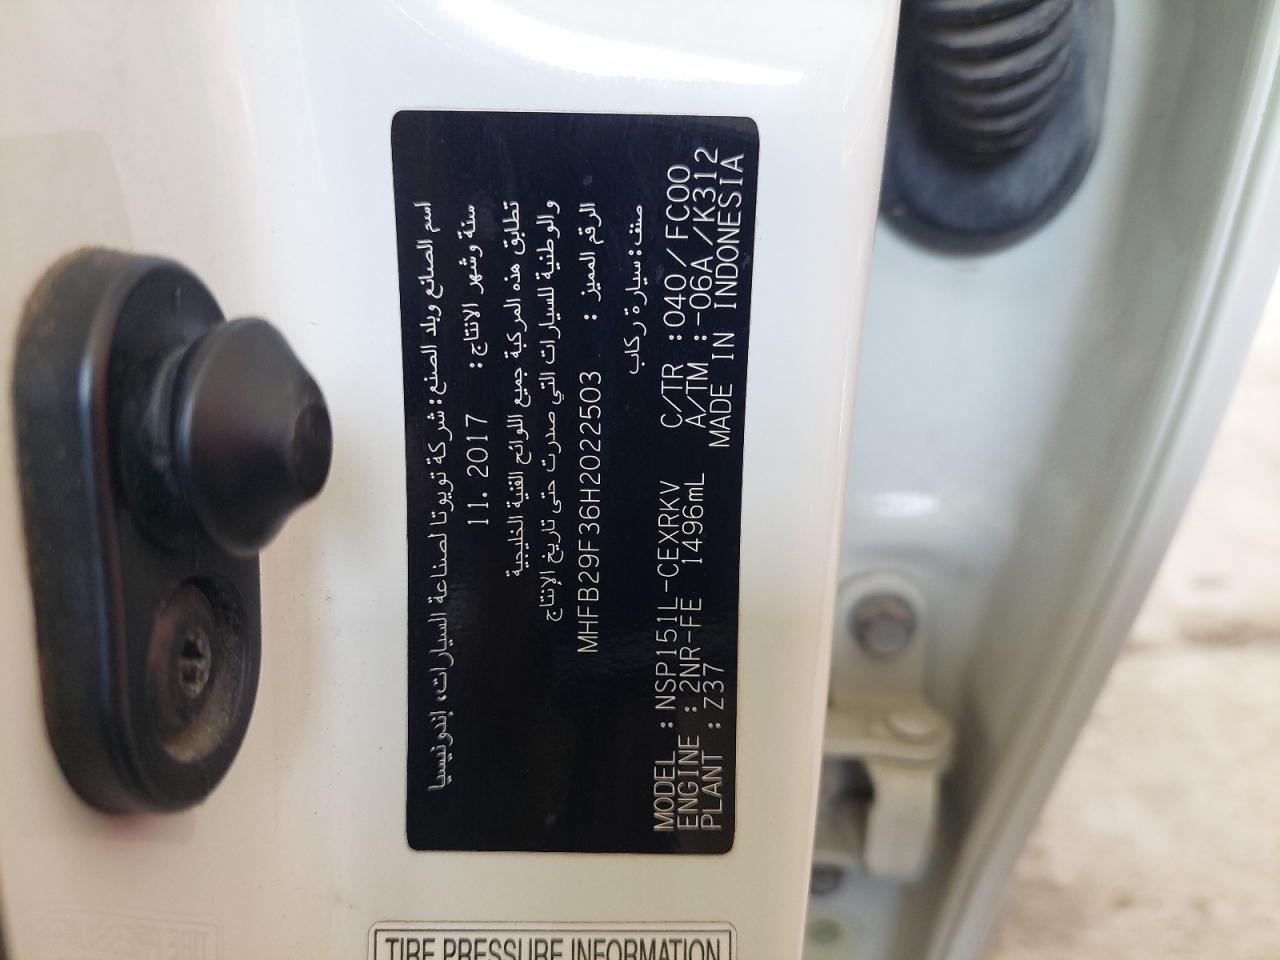 اسم الصانع وبلد الصنع: شركة تويوتا لصناعة السيارات، إندونيسيا
سنة وشهر الانتاج: 11. 2017
تطابق هذه المركبة جميع اللوائح الفنية الخليجية
والوطنية للسيارات التي صدرت حتى تاريخ الإنتاج
الرقم المميز : MHFB29F36H2022503
صنف: سيارة ركاب
MODEL : NSP151L-CEXRKV C/TR :040/FC00
ENGINE : 2NR-FE 1496mL A/TM :-06A/K312
PLANT : Z37 MADE IN INDONESIA
TIRE PRESSURE INFORMATION